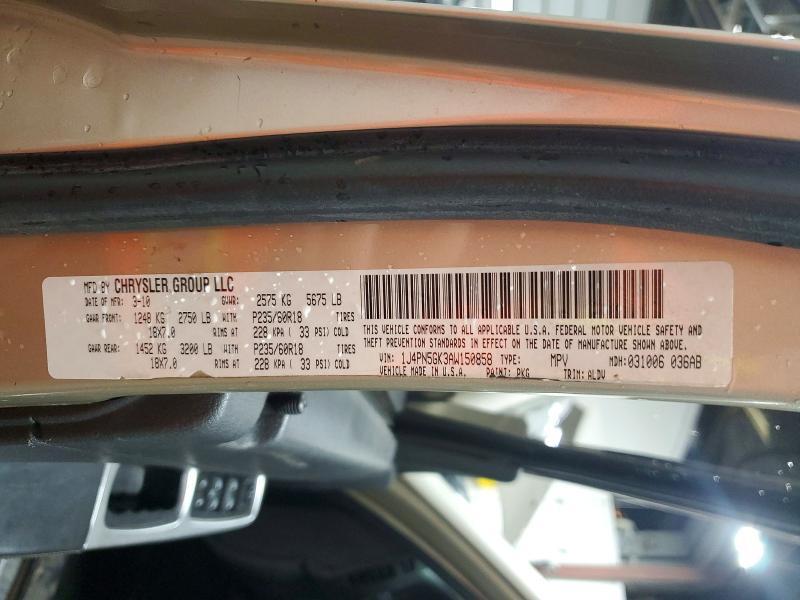 MFD BY CHRYSLER GROUP LLC
DATE OF MFR: 3-10 GVWR: 2575 KG 5675 LB
GAWR FRONT: 1248 KG 2750 LB WITH P235/60R18 TIRES
18X7.0 RIMS AT 228 KPA ( 33 PSI) COLD
GAWR REAR: 1452 KG 3200 LB WITH P235/60R18 TIRES
18X7.0 RIMS AT 228 KPA ( 33 PSI) COLD
THIS VEHICLE CONFORMS TO ALL APPLICABLE U.S.A. FEDERAL MOTOR VEHICLE SAFETY AND
THEFT PREVENTION STANDARDS IN EFFECT ON THE DATE OF MANUFACTURE SHOWN ABOVE.
VIN: 1J4PN5GK3AW150858 TYPE: MPV MDH: 031006 036AB
VEHICLE MADE IN U.S.A. PAINT: PKG TRIM: ALDV